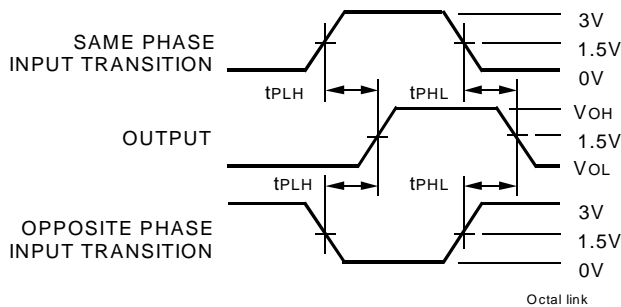 3V
SAME PHASE
INPUT TRANSITION
1.5V
0V
tPLH
tPHL
VOH
OUTPUT
1.5V
VOL
tPLH
tPHL
3V
OPPOSITE PHASE
INPUT TRANSITION
1.5V
0V
Octal link